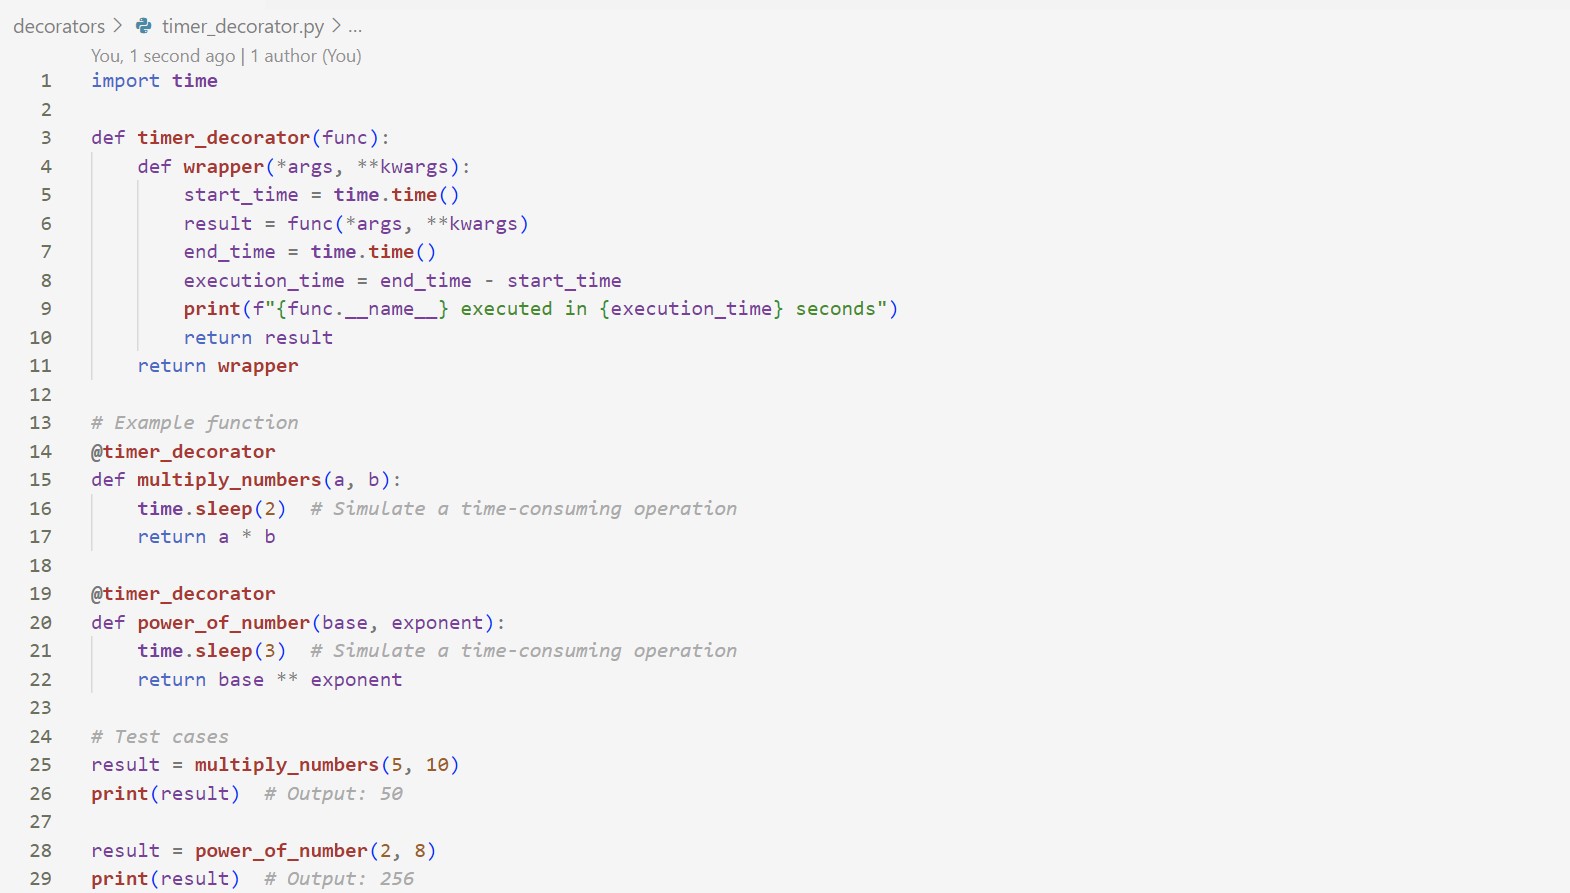 decorators > timer_decorator.py > ...
You, 1 second ago | 1 author (You)
1 import time
2
3 def timer_decorator(func):
4     def wrapper(*args, **kwargs):
5         start_time = time.time()
6         result = func(*args, **kwargs)
7         end_time = time.time()
8         execution_time = end_time - start_time
9         print(f"{func.__name__} executed in {execution_time} seconds")
10         return result
11     return wrapper
12
13 # Example function
14 @timer_decorator
15 def multiply_numbers(a, b):
16     time.sleep(2)  # Simulate a time-consuming operation
17     return a * b
18
19 @timer_decorator
20 def power_of_number(base, exponent):
21     time.sleep(3)  # Simulate a time-consuming operation
22     return base ** exponent
23
24 # Test cases
25 result = multiply_numbers(5, 10)
26 print(result)  # Output: 50
27
28 result = power_of_number(2, 8)
29 print(result)  # Output: 256